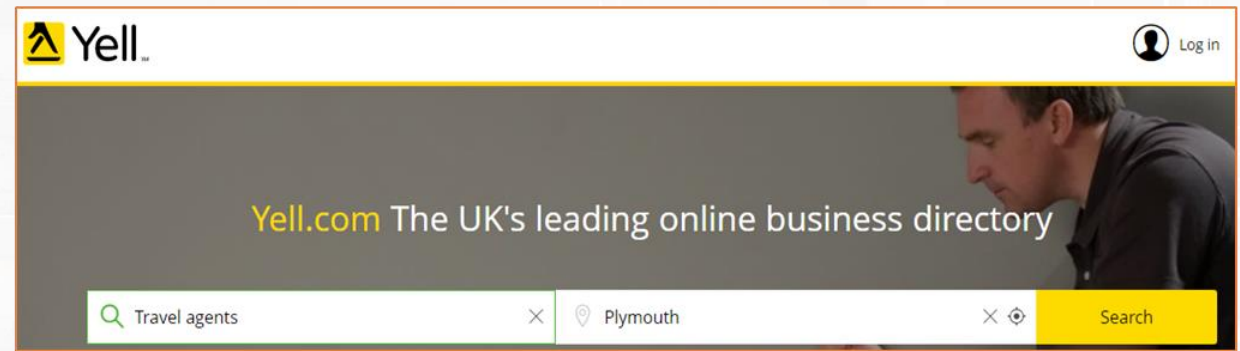 Yell
Log in
Yell.com The UK's leading online business directory
Travel agents
Plymouth
Search